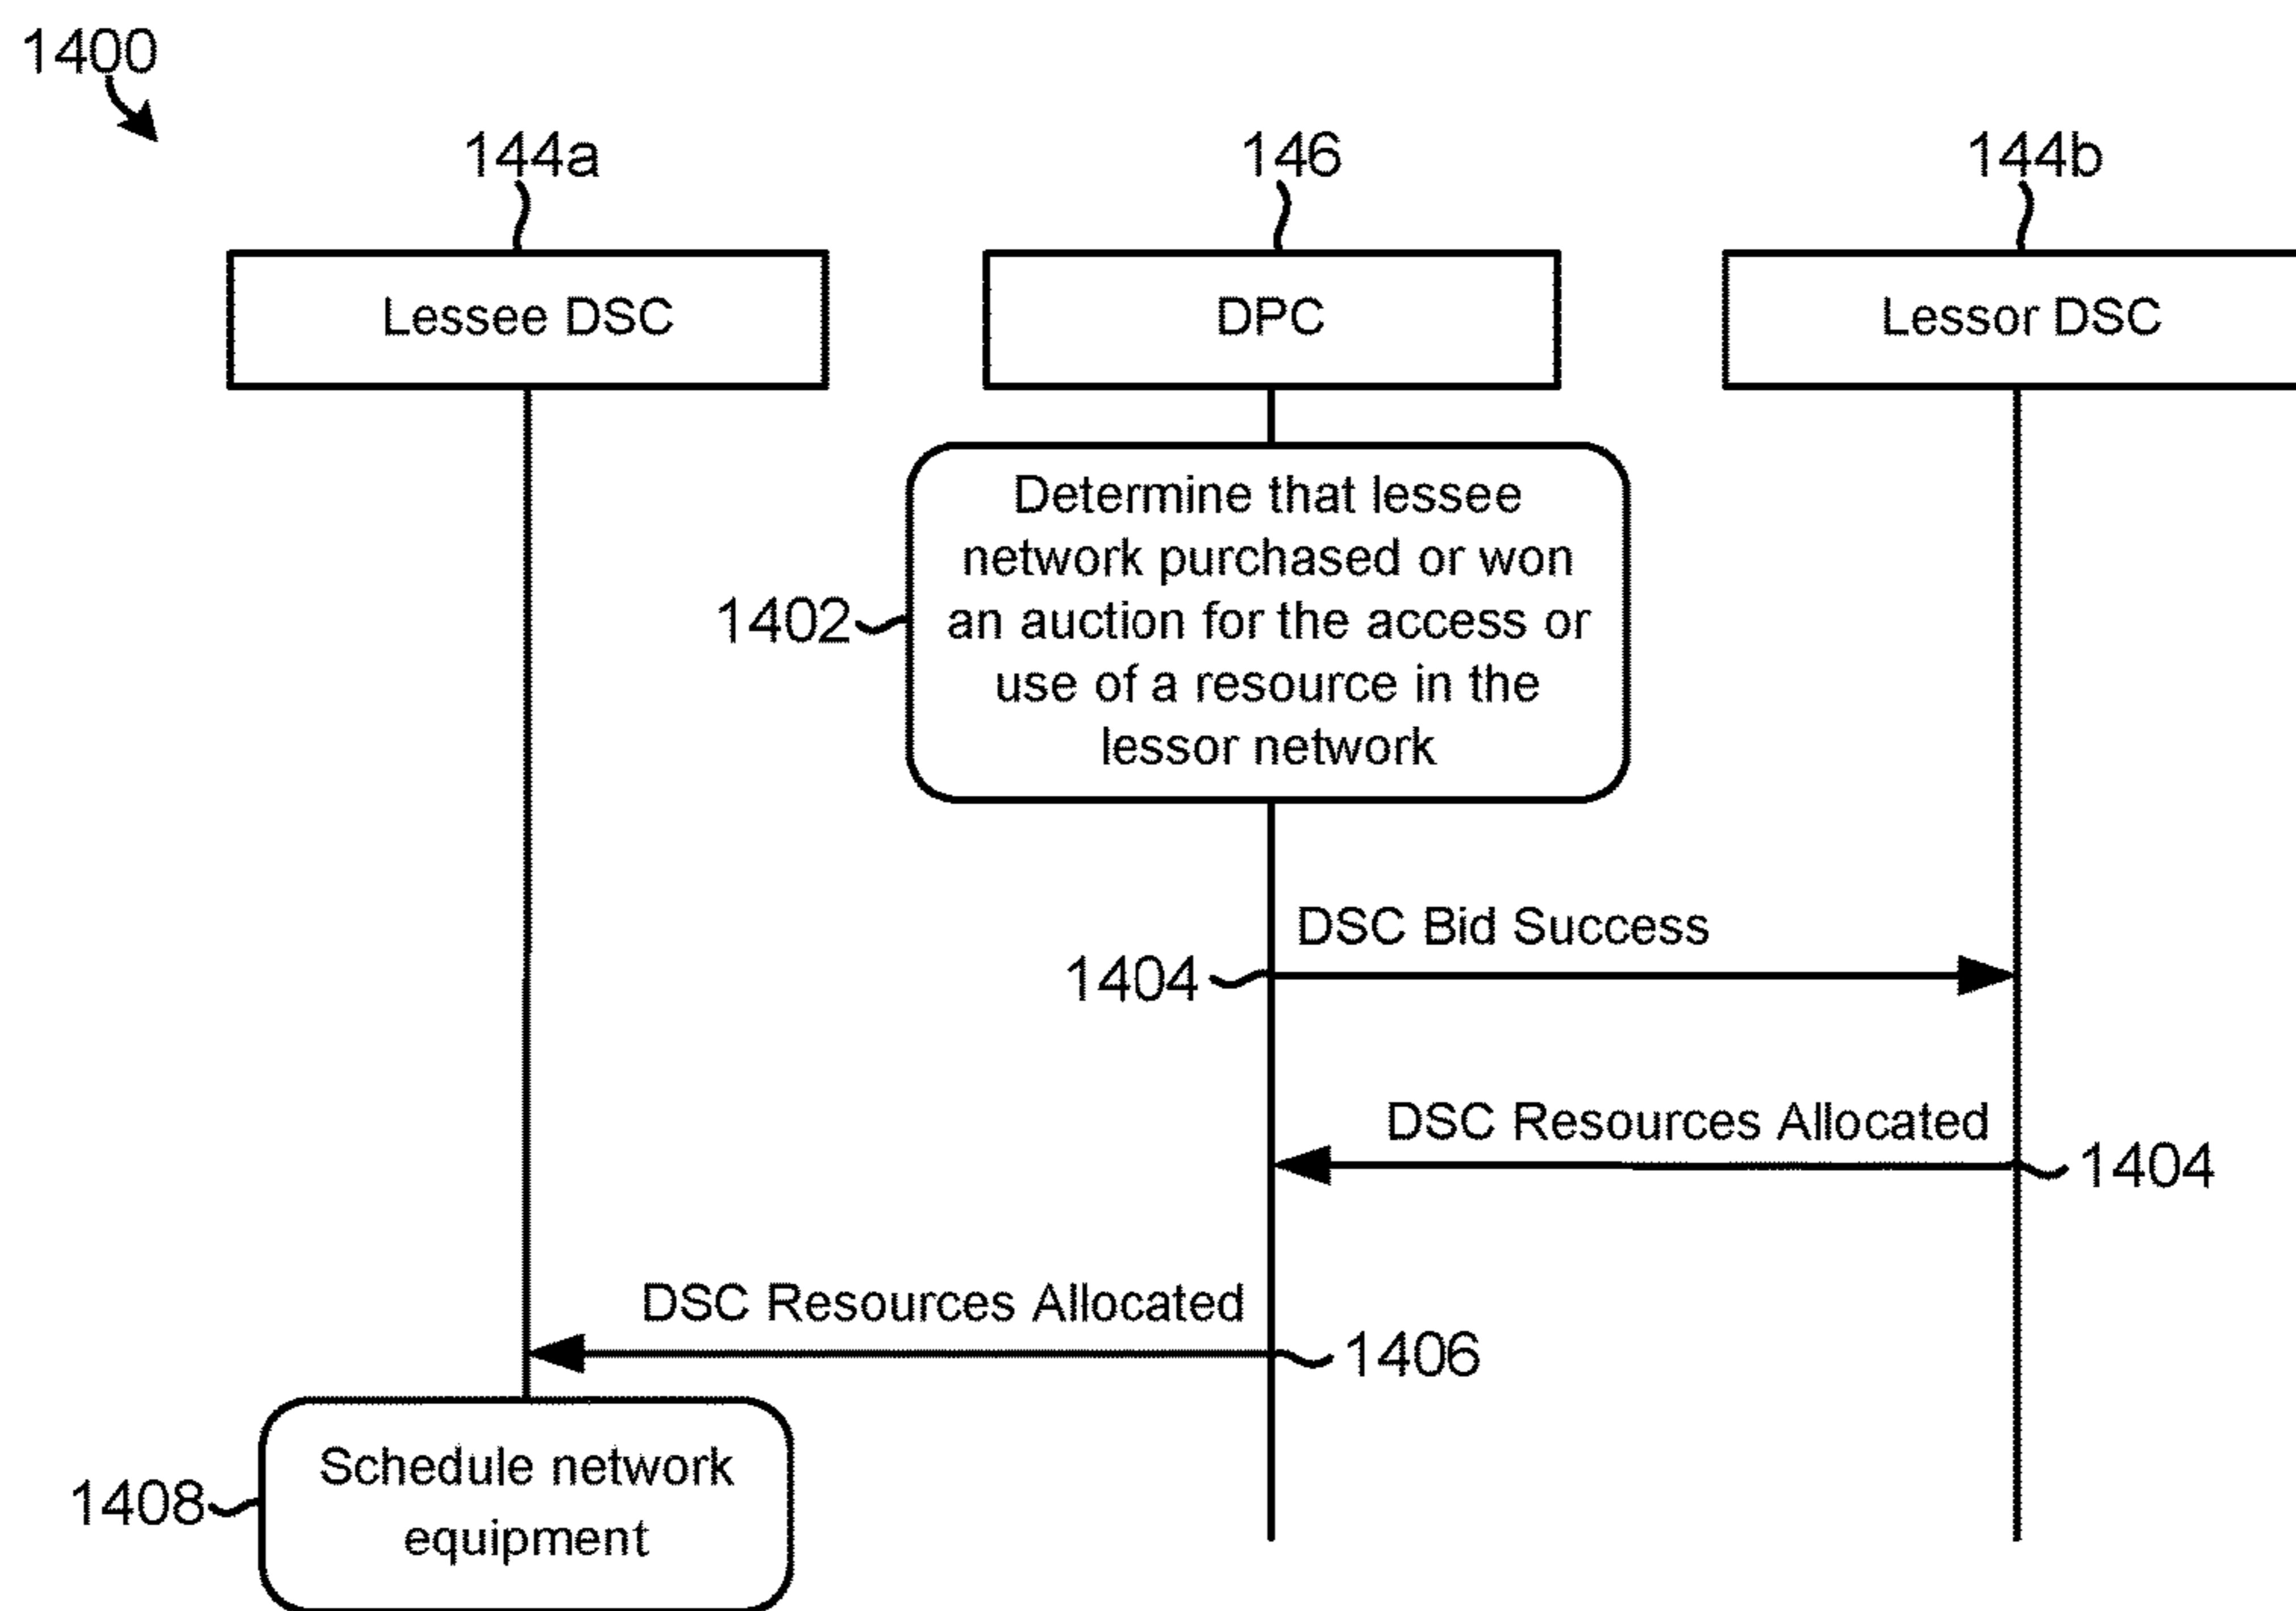 1400
144a
146
144b
Lessee DSC
DPC
Lessor DSC
Determine that lessee
network purchased or won
1402
an auction for the access or
use of a resource in the
lessor network
DSC Bid Success
1404
DSC Resources Allocated
1404
DSC Resources Allocated
1406
Schedule network
1408
equipment